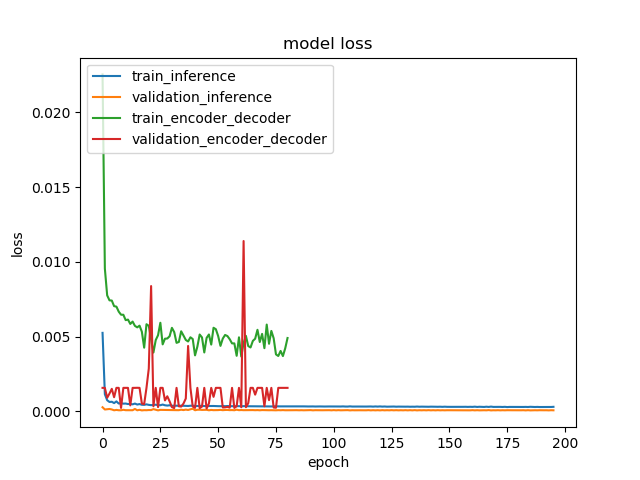 model loss
train_inference
validation_inference
train_encoder_decoder
validation_encoder_decoder
0.020
0.015
0.010
0.005
0.000
loss
0 25 50 75 100 125 150 175 200
epoch